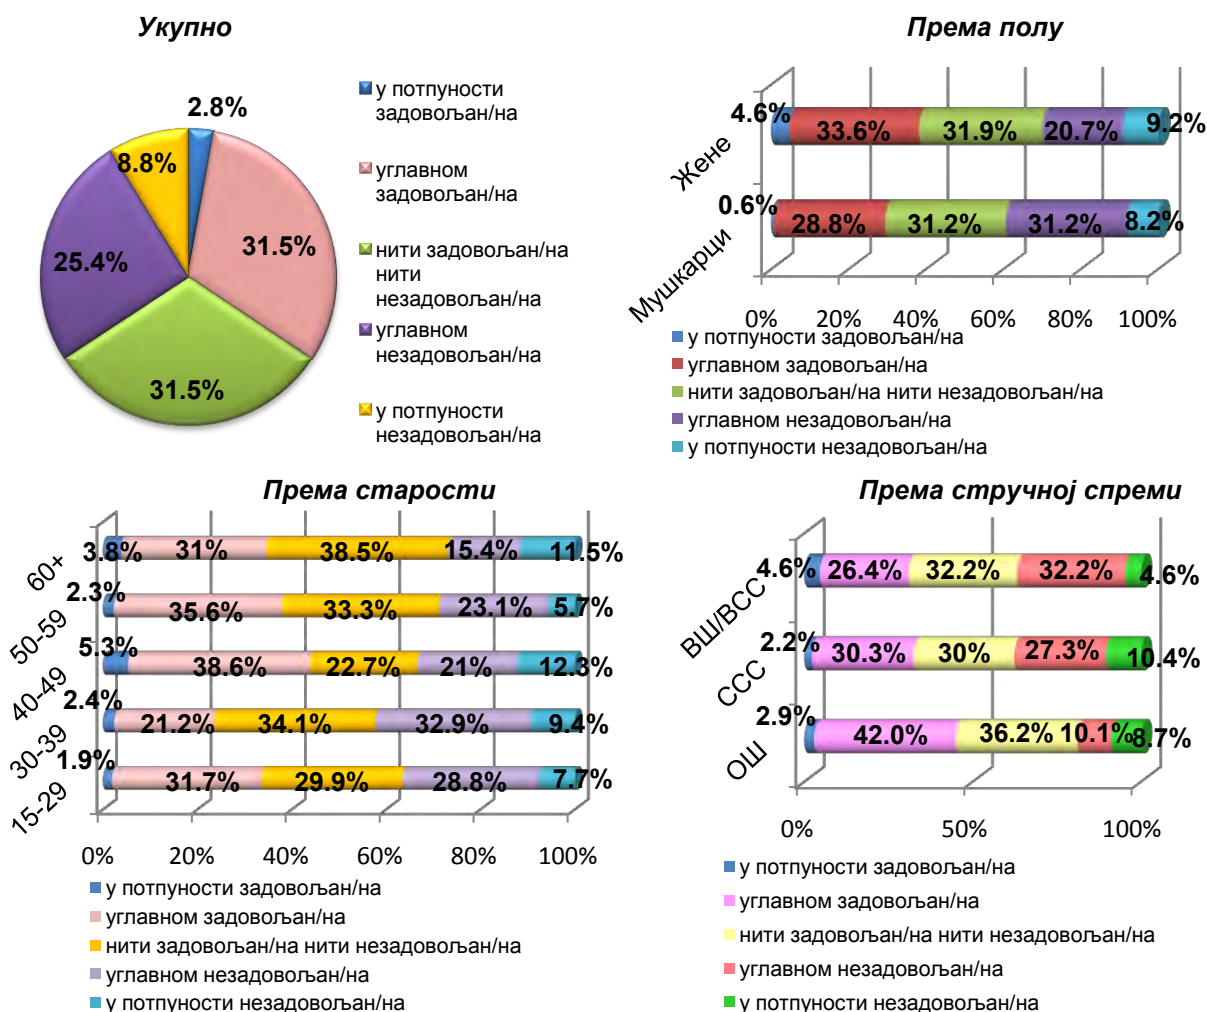 Укупно
2.8%
8.8%
31.5%
25.4%
31.5%
у потпуности
задовољан/на
углавном
задовољан/на
нити задовољан/на
нити
незадовољан/на
углавном
незадовољан/на
у потпуности
незадовољан/на
Према полу
Жене
4.6% 33.6% 31.9% 20.7% 9.2%
Мушкарци
0.6% 28.8% 31.2% 31.2% 8.2%
0% 20% 40% 60% 80% 100%
у потпуности задовољан/на
углавном задовољан/на
нити задовољан/на нити незадовољан/на
углавном незадовољан/на
у потпуности незадовољан/на
Према старости
60+
3.8% 31% 38.5% 15.4% 11.5%
50-59
2.3% 35.6% 33.3% 23.1% 5.7%
40-49
5.3% 38.6% 22.7% 21% 12.3%
30-39
2.4% 21.2% 34.1% 32.9% 9.4%
15-29
1.9% 31.7% 29.9% 28.8% 7.7%
0% 20% 40% 60% 80% 100%
у потпуности задовољан/на
углавном задовољан/на
нити задовољан/на нити незадовољан/на
углавном незадовољан/на
у потпуности незадовољан/на
Према стручној спреми
ВШ/ВСС
4.6% 26.4% 32.2% 32.2% 4.6%
ССС
2.2% 30.3% 30% 27.3% 10.4%
ОШ
2.9% 42.0% 36.2% 10.1% 8.7%
0% 50% 100%
у потпуности задовољан/на
углавном задовољан/на
нити задовољан/на нити незадовољан/на
углавном незадовољан/на
у потпуности незадовољан/на